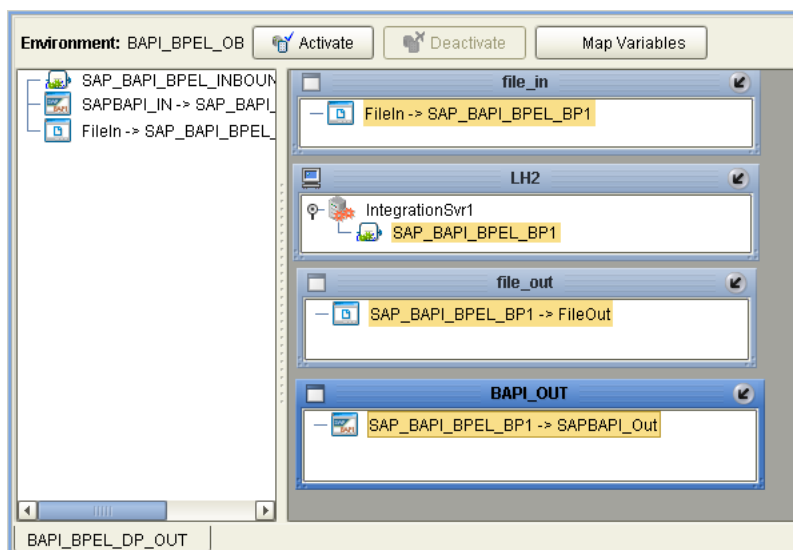 Environment: BAPI_BPEL_OB Activate Deactivate Map Variables
SAP_BAPI_BPEL_INBOUN
SAPBAPI_IN -> SAP_BAPI_
FileIn -> SAP_BAPI_BPEL_
file_in
FileIn -> SAP_BAPI_BPEL_BP1
LH2
IntegrationSvr1
SAP_BAPI_BPEL_BP1
file_out
SAP_BAPI_BPEL_BP1 -> FileOut
BAPI_OUT
SAP_BAPI_BPEL_BP1 -> SAPBAPI_Out
BAPI_BPEL_DP_OUT